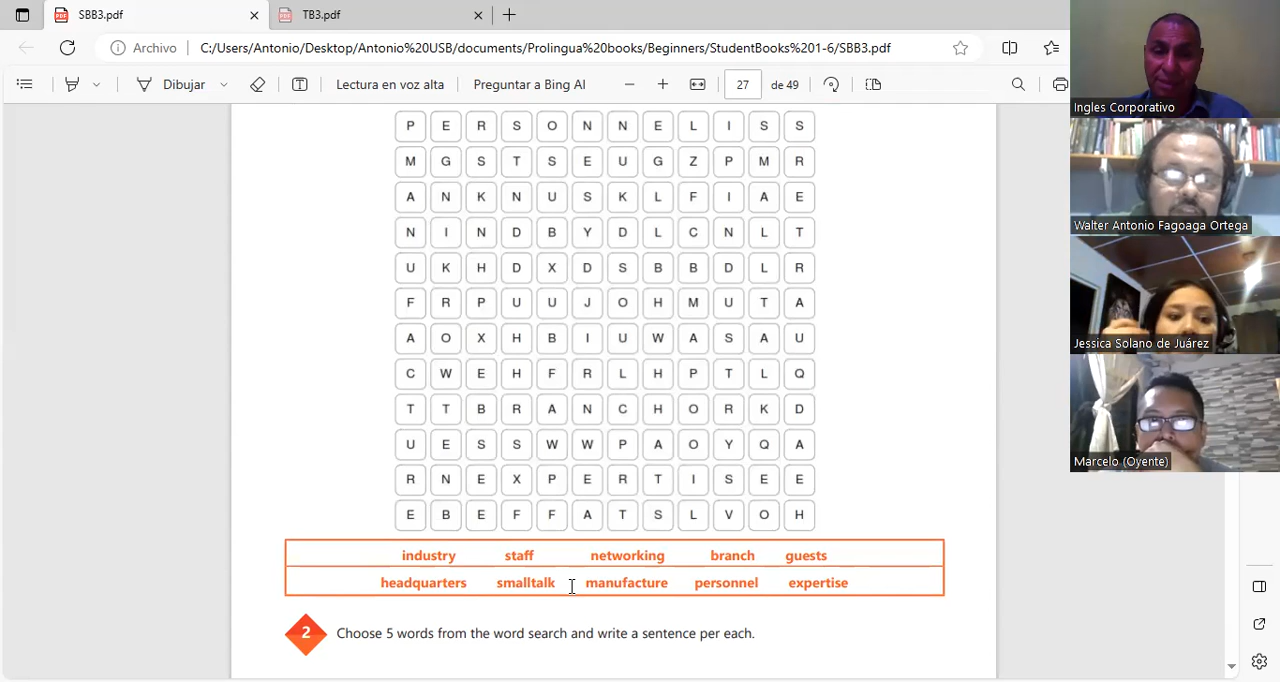 SBB3.pdf
TB3.pdf
Archivo
C:/Users/Antonio/Desktop/Antonio%20USB/documents/Prolingua%20books/Beginners/StudentBooks%201-6/SBB3.pdf
Dibujar
Lectura en voz alta
Preguntar a Bing AI
27
de 49
P E R S O N N E L I S S
M G S T S E U G Z P M R
A N K N U S K L F I A E
N I N D B Y D L C N L T
U K H D X D S B B D L R
F R P U U J O H M U T A
A O X H B I U W A S A U
C W E H F R L H P T L Q
T T B R A N C H O R K D
U E S S W W P A O Y Q A
R N E X P E R T I S E E
E B E F F A T S L V O H
industry staff networking branch guests
headquarters smalltalk manufacture personnel expertise
2 Choose 5 words from the word search and write a sentence per each.
Ingles Corporativo
Walter Antonio Fagoaga Ortega
Jessica Solano de Juárez
Marcelo (Oyente)